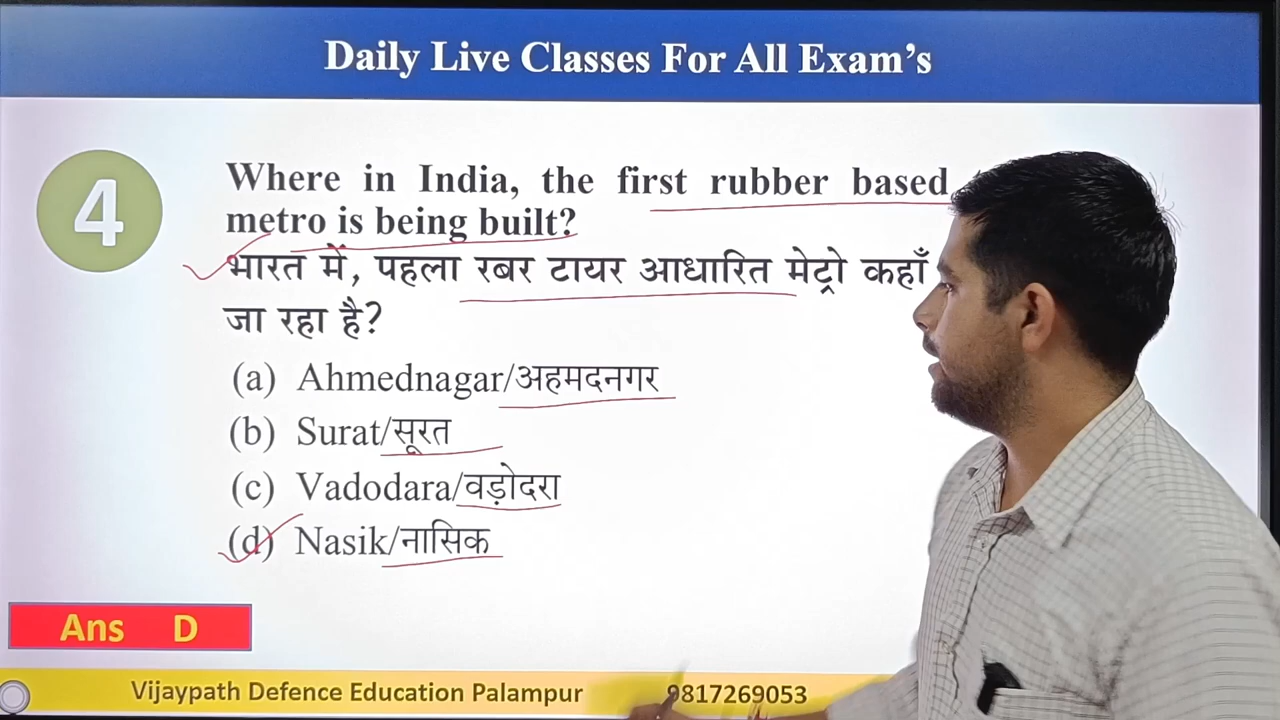 Daily Live Classes For All Exam's
4
Where in India, the first rubber based
metro is being built?
भारत में, पहला रबर टायर आधारित मेट्रो कहाँ
जा रहा है?
(a) Ahmednagar/अहमदनगर
(b) Surat/सूरत
(c) Vadodara/वड़ोदरा
(d) Nasik/नासिक
Ans D
Vijaypath Defence Education Palampur 9817269053